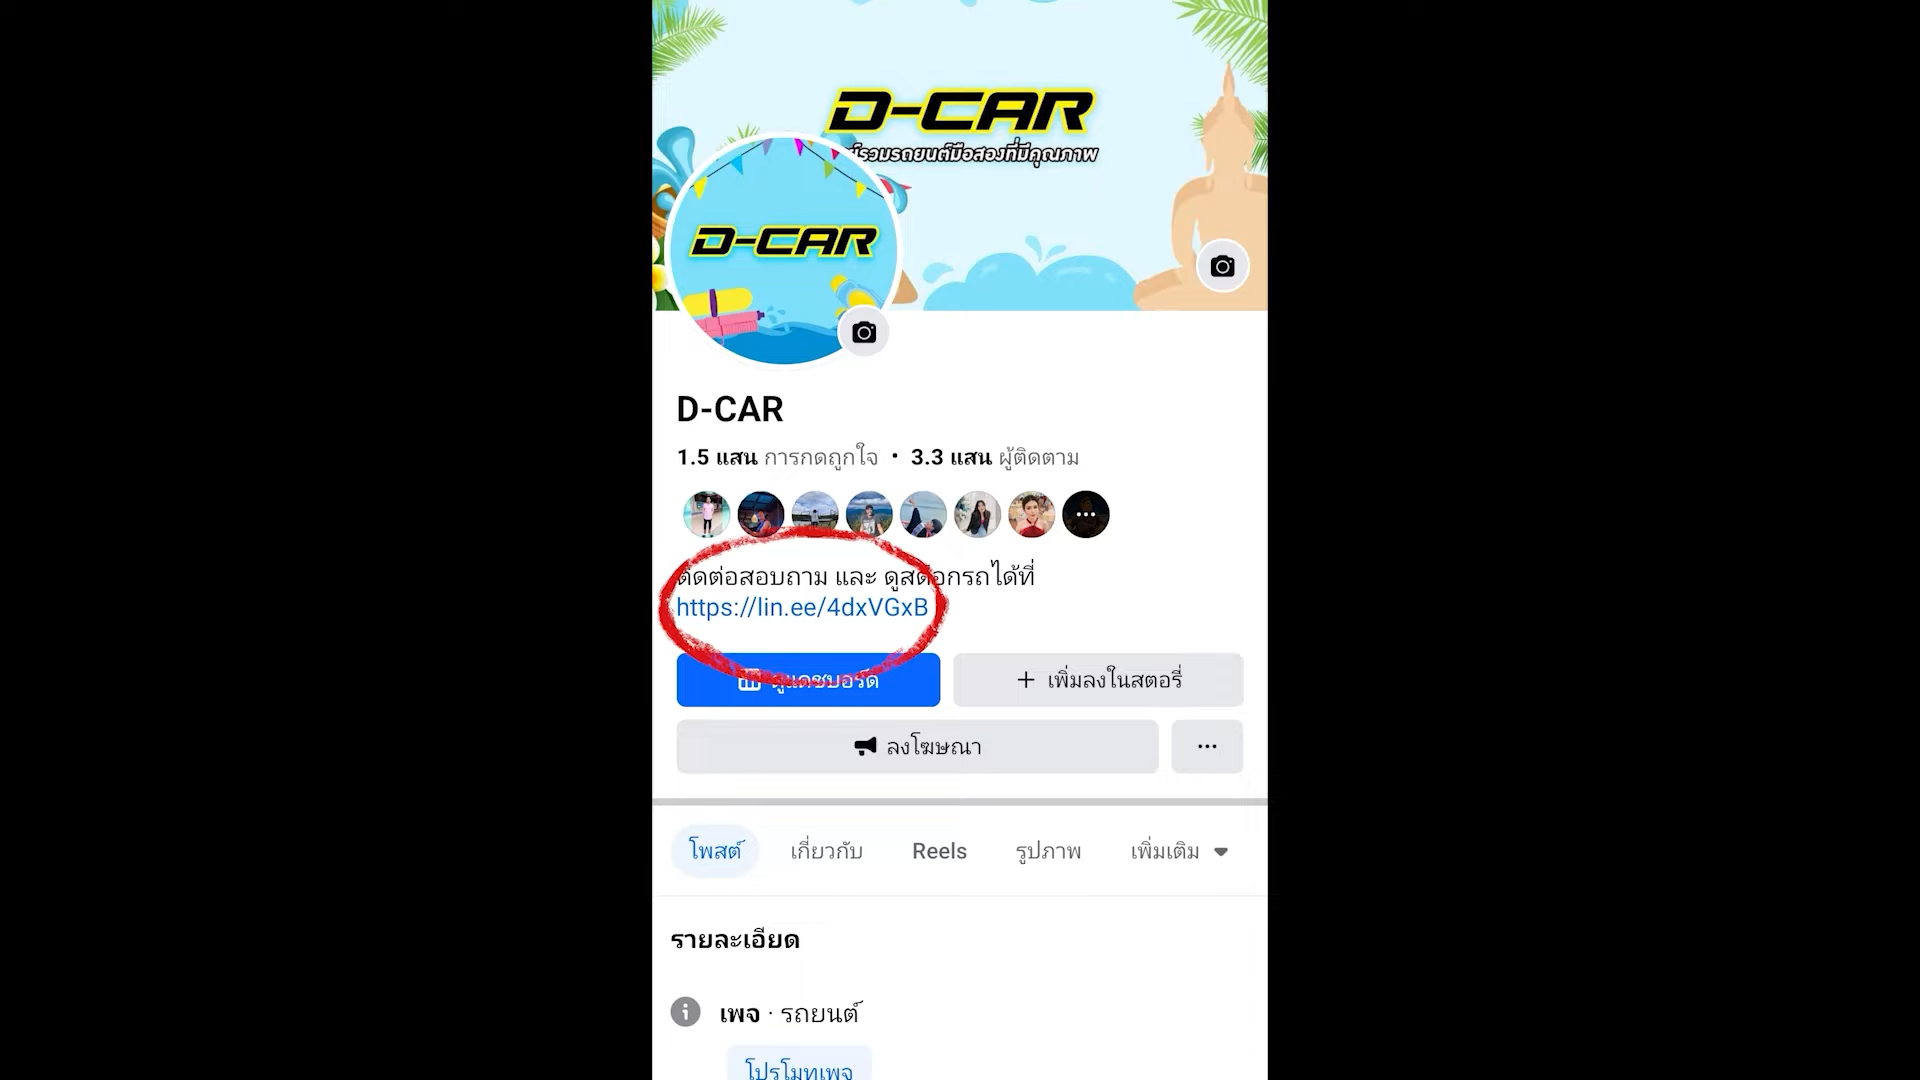 D-CAR
รวมรถยนต์มือสองที่มีคุณภาพ
D-CAR
D-CAR
1.5 แสน การกดถูกใจ • 3.3 แสน ผู้ติดตาม
ติดต่อสอบถาม และ ดูสต๊อกรถได้ที่
https://lin.ee/4dxVGxB
ดูแดชบอร์ด
+ เพิ่มลงในสตอรี่
ลงโฆษณา
โพสต์ เกี่ยวกับ Reels รูปภาพ เพิ่มเติม
รายละเอียด
เพจ · รถยนต์
โปรโมทเพจ